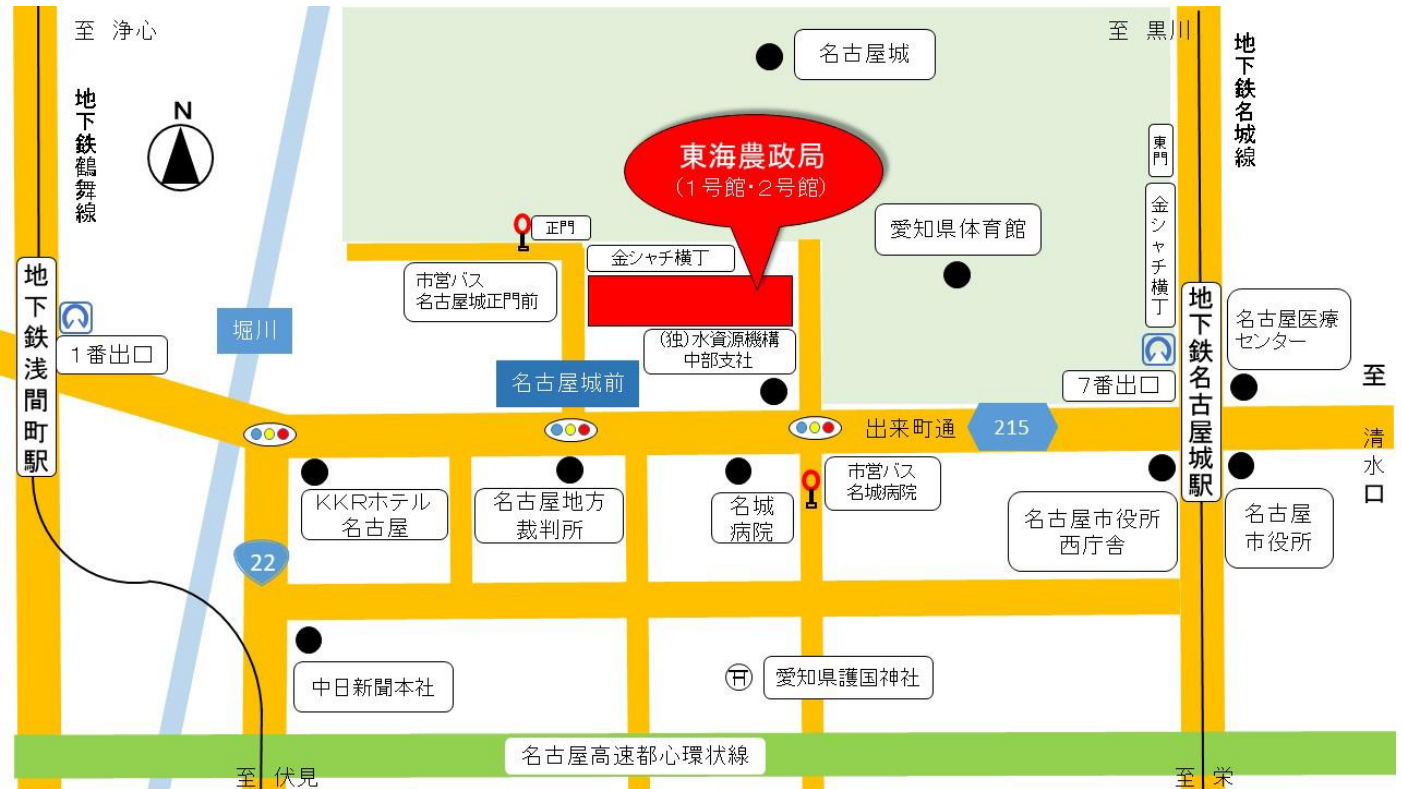 至 浄心
地下鉄鶴舞線
N
名古屋城
至 黒川
地下鉄名城線
東海農政局
(1号館・2号館)
東門
金シャチ横丁
愛知県体育館
正門
金シャチ横丁
市営バス
名古屋城正門前
地下鉄浅間町駅
1番出口
堀川
(独)水資源機構
中部支社
名古屋城前
7番出口
地下鉄名古屋城駅
名古屋医療
センター
至 清水口
出来町通
215
KKRホテル
名古屋
名古屋地方
裁判所
名城
病院
市営バス
名城病院
名古屋市役所
西庁舎
名古屋
市役所
22
中日新聞本社
愛知県護国神社
名古屋高速都心環状線
至 伏見
至 栄